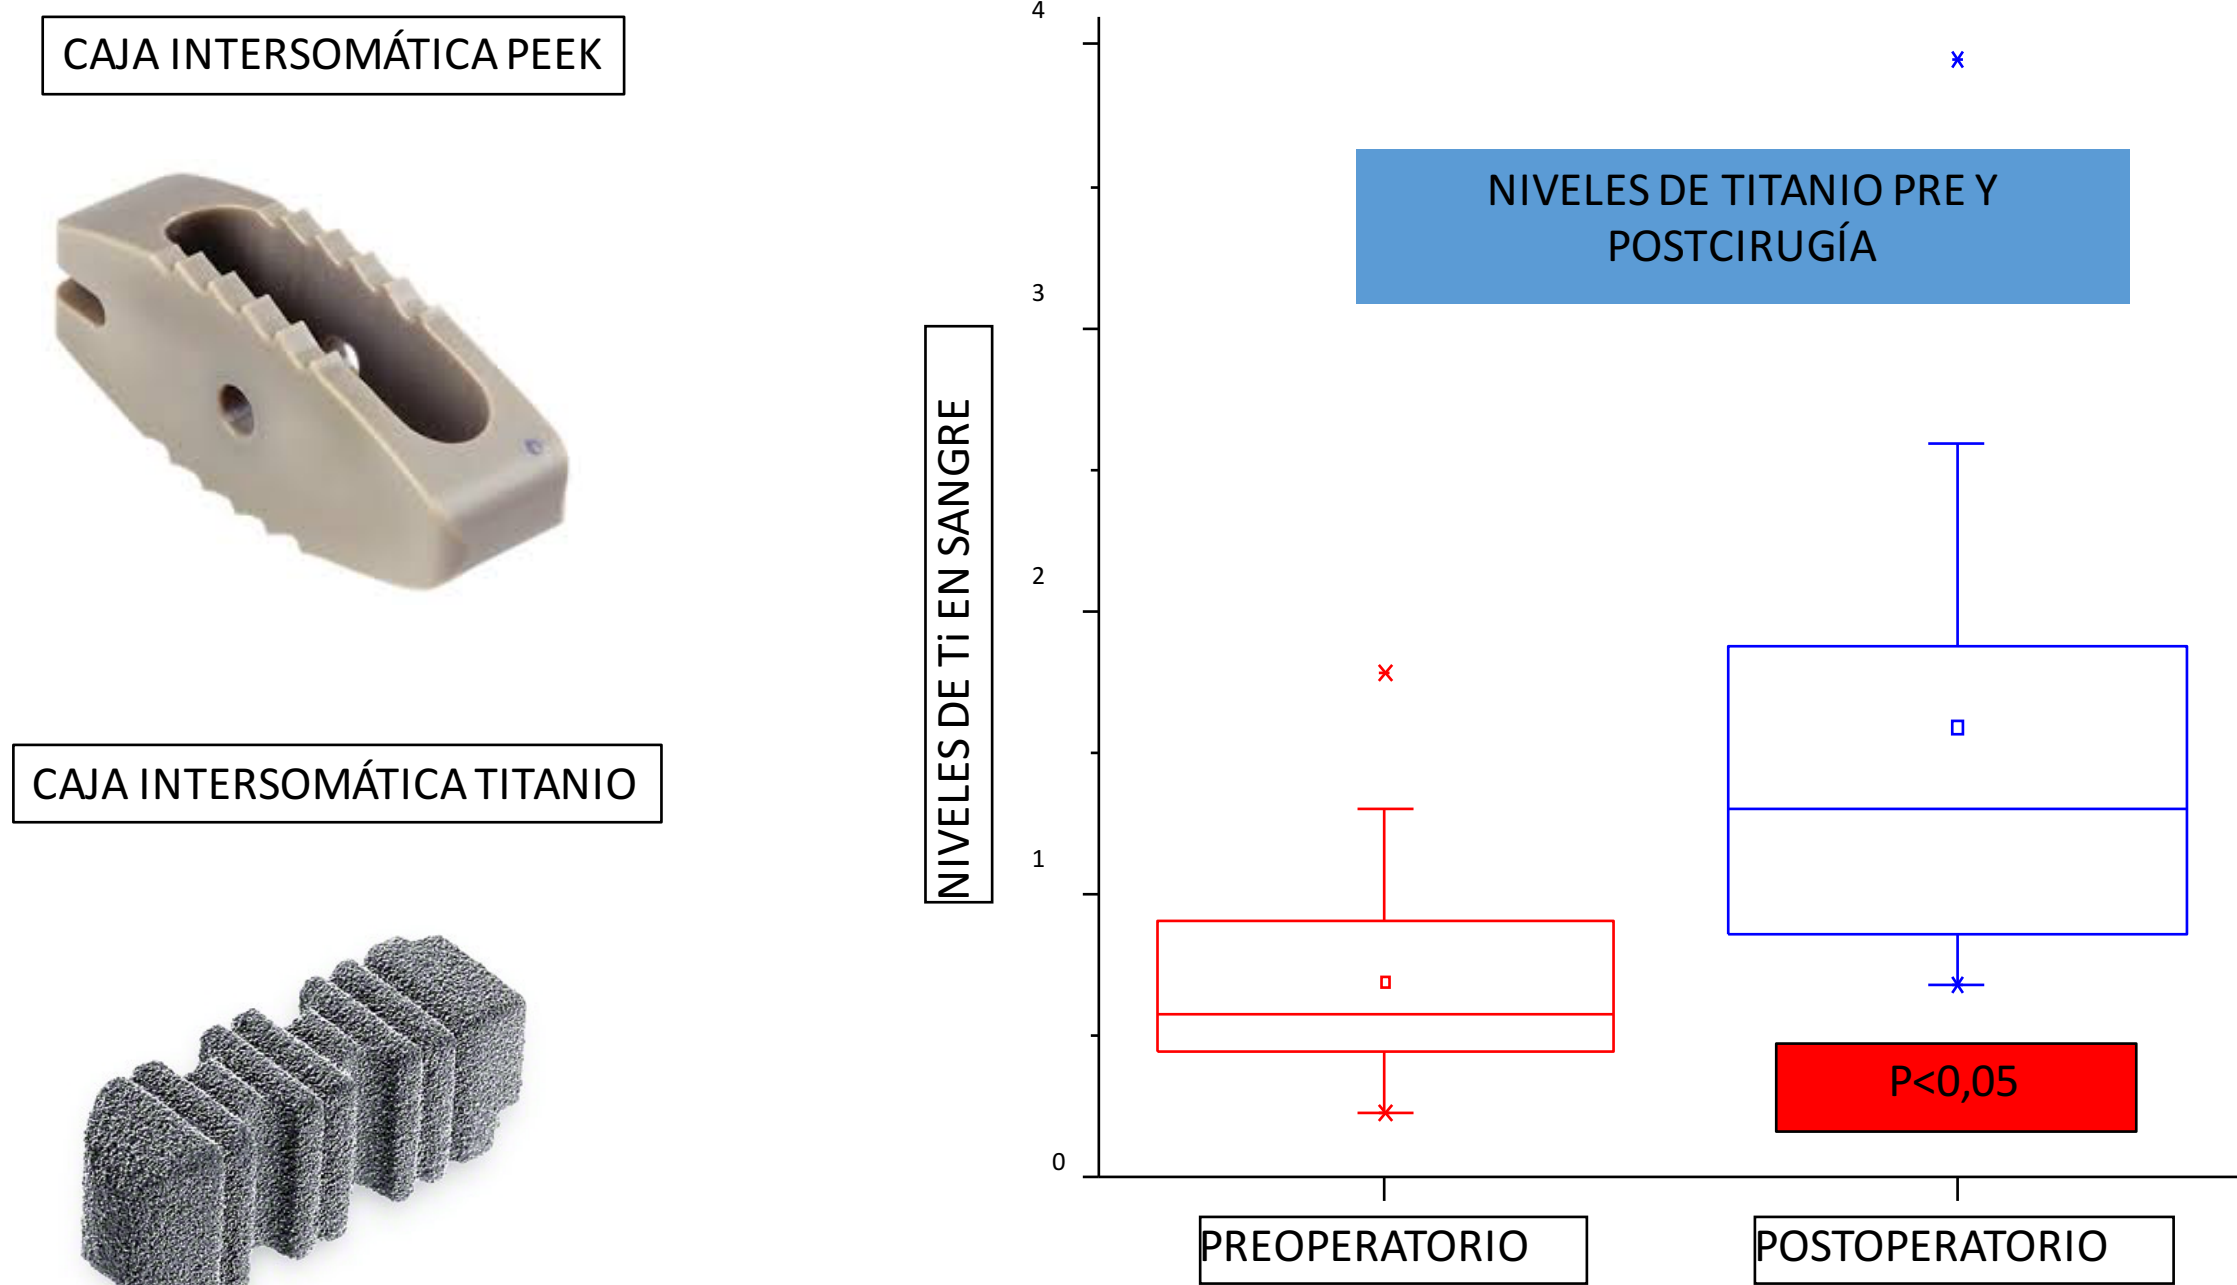 CAJA INTERSOMÁTICA PEEK
CAJA INTERSOMÁTICA TITANIO
NIVELES DE Ti EN SANGRE
4
3
2
1
0
NIVELES DE TITANIO PRE Y
POSTCIRUGÍA
P<0,05
PREOPERATORIO
POSTOPERATORIO